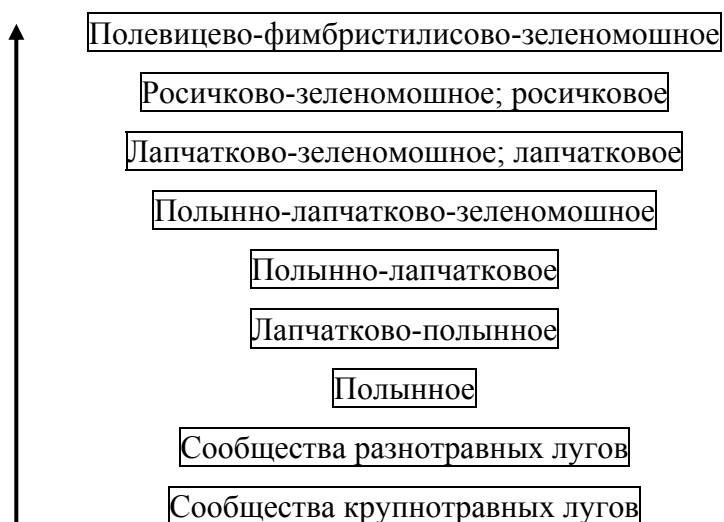 Полевицево-фимбристилисово-зеленомошное
Росичково-зеленомошное; росичковое
Лапчатково-зеленомошное; лапчатковое
Полынно-лапчатково-зеленомошное
Полынно-лапчатковое
Лапчатково-полынное
Полынное
Сообщества разнотравных лугов
Сообщества крупнотравных лугов